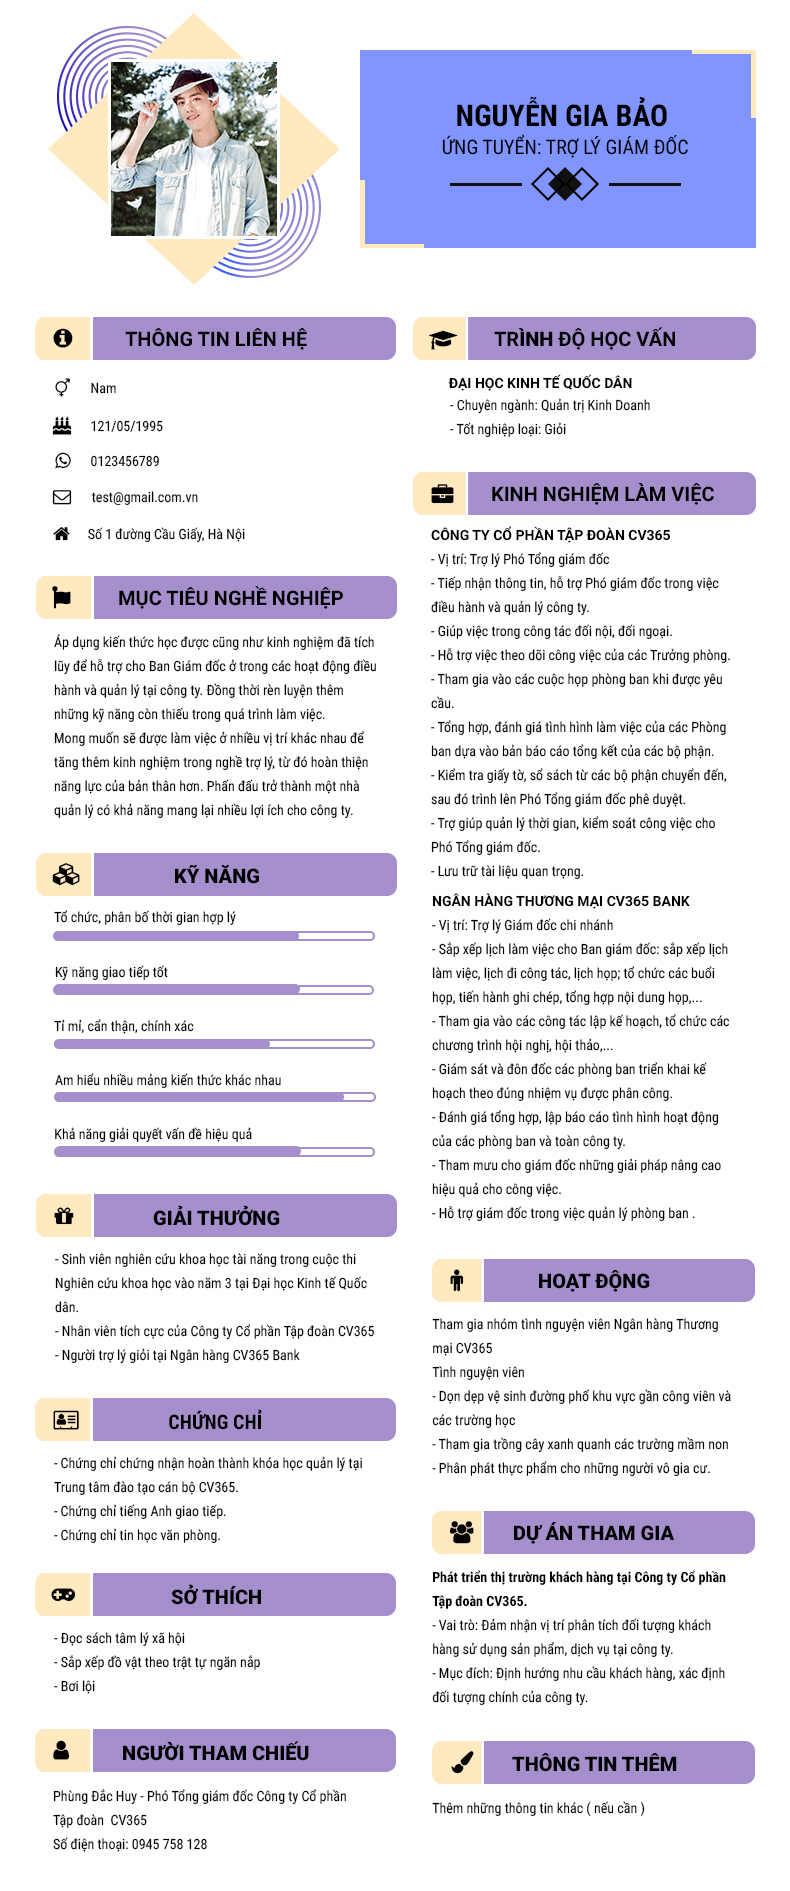 NGUYỄN GIA BẢO
ỨNG TUYỂN: TRỢ LÝ GIÁM ĐỐC
THÔNG TIN LIÊN HỆ
Nam
121/05/1995
0123456789
test@gmail.com.vn
Số 1 đường Cầu Giấy, Hà Nội
MỤC TIÊU NGHỀ NGHIỆP
Áp dụng kiến thức học được cũng như kinh nghiệm đã tích
lũy để hỗ trợ cho Ban Giám đốc ở trong các hoạt động điều
hành và quản lý tại công ty. Đồng thời rèn luyện thêm
những kỹ năng còn thiếu trong quá trình làm việc.
Mong muốn sẽ được làm việc ở nhiều vị trí khác nhau để
tăng thêm kinh nghiệm trong nghề trợ lý, từ đó hoàn thiện
năng lực của bản thân hơn. Phấn đấu trở thành một nhà
quản lý có khả năng mang lại nhiều lợi ích cho công ty.
KỸ NĂNG
Tổ chức, phân bố thời gian hợp lý
Kỹ năng giao tiếp tốt
Tỉ mỉ, cẩn thận, chính xác
Am hiểu nhiều mảng kiến thức khác nhau
Khả năng giải quyết vấn đề hiệu quả
GIẢI THƯỞNG
- Sinh viên nghiên cứu khoa học tài năng trong cuộc thi
Nghiên cứu khoa học vào năm 3 tại Đại học Kinh tế Quốc
dân.
- Nhân viên tích cực của Công ty Cổ phần Tập đoàn CV365
- Người trợ lý giỏi tại Ngân hàng CV365 Bank
CHỨNG CHỈ
- Chứng chỉ chứng nhận hoàn thành khóa học quản lý tại
Trung tâm đào tạo cán bộ CV365.
- Chứng chỉ tiếng Anh giao tiếp.
- Chứng chỉ tin học văn phòng.
SỞ THÍCH
- Đọc sách tâm lý xã hội
- Sắp xếp đồ vật theo trật tự ngăn nắp
- Bơi lội
NGƯỜI THAM CHIẾU
Phùng Đắc Huy - Phó Tổng giám đốc Công ty Cổ phần
Tập đoàn  CV365
Số điện thoại: 0945 758 128
TRÌNH ĐỘ HỌC VẤN
ĐẠI HỌC KINH TẾ QUỐC DÂN
- Chuyên ngành: Quản trị Kinh Doanh
- Tốt nghiệp loại: Giỏi
KINH NGHIỆM LÀM VIỆC
CÔNG TY CỔ PHẦN TẬP ĐOÀN CV365
- Vị trí: Trợ lý Phó Tổng giám đốc
- Tiếp nhận thông tin, hỗ trợ Phó giám đốc trong việc
điều hành và quản lý công ty.
- Giúp việc trong công tác đối nội, đối ngoại.
- Hỗ trợ việc theo dõi công việc của các Trưởng phòng.
- Tham gia vào các cuộc họp phòng ban khi được yêu
cầu.
- Tổng hợp, đánh giá tình hình làm việc của các Phòng
ban dựa vào bản báo cáo tổng kết của các bộ phận.
- Kiểm tra giấy tờ, sổ sách từ các bộ phận chuyển đến,
sau đó trình lên Phó Tổng giám đốc phê duyệt.
- Trợ giúp quản lý thời gian, kiểm soát công việc cho
Phó Tổng giám đốc.
- Lưu trữ tài liệu quan trọng.
NGÂN HÀNG THƯƠNG MẠI CV365 BANK
- Vị trí: Trợ lý Giám đốc chi nhánh
- Sắp xếp lịch làm việc cho Ban giám đốc: sắp xếp lịch
làm việc, lịch đi công tác, lịch họp; tổ chức các buổi
họp, tiến hành ghi chép, tổng hợp nội dung họp,...
- Tham gia vào các công tác lập kế hoạch, tổ chức các
chương trình hội nghị, hội thảo,...
- Giám sát và đôn đốc các phòng ban triển khai kế
hoạch theo đúng nhiệm vụ được phân công.
- Đánh giá tổng hợp, lập báo cáo tình hình hoạt động
của các phòng ban và toàn công ty.
- Tham mưu cho giám đốc những giải pháp nâng cao
hiệu quả cho công việc.
- Hỗ trợ giám đốc trong việc quản lý phòng ban .
HOẠT ĐỘNG
Tham gia nhóm tình nguyện viên Ngân hàng Thương
mại CV365
Tình nguyện viên
- Dọn dẹp vệ sinh đường phố khu vực gần công viên và
các trường học
- Tham gia trồng cây xanh quanh các trường mầm non
- Phân phát thực phẩm cho những người vô gia cư.
DỰ ÁN THAM GIA
Phát triển thị trường khách hàng tại Công ty Cổ phần
Tập đoàn CV365.
- Vai trò: Đảm nhận vị trí phân tích đối tượng khách
hàng sử dụng sản phẩm, dịch vụ tại công ty.
- Mục đích: Định hướng nhu cầu khách hàng, xác định
đối tượng chính của công ty.
THÔNG TIN THÊM
Thêm những thông tin khác ( nếu cần )